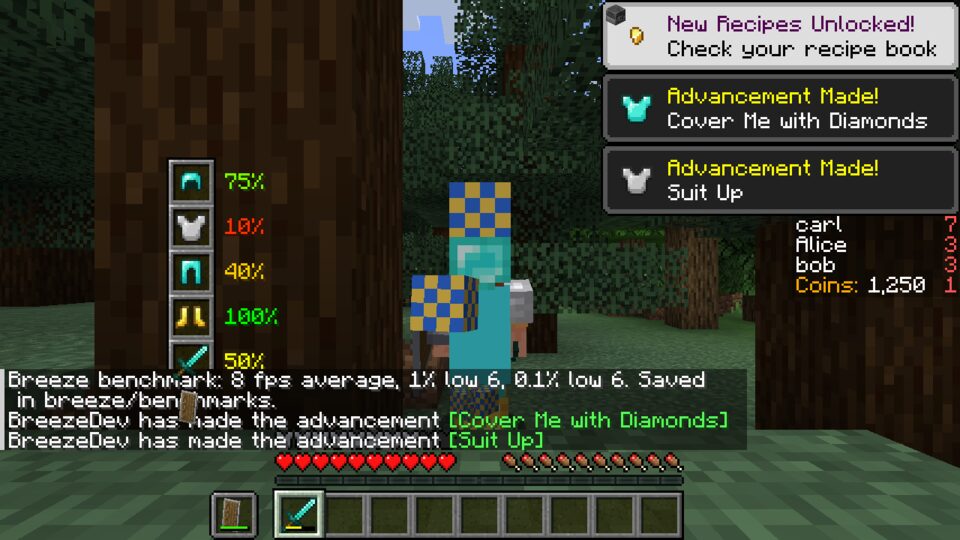 New Recipes Unlocked!
Check your recipe book
Advancement Made!
Cover Me with Diamonds
Advancement Made!
Suit Up
75%
10%
40%
100%
50%
carl 7
Alice 3
bob 3
Coins: 1,250 1
Breeze benchmark: 8 fps average, 1% low 6, 0.1% low 6. Saved
in breeze/benchmarks.
BreezeDev has made the advancement [Cover Me with Diamonds]
BreezeDev has made the advancement [Suit Up]